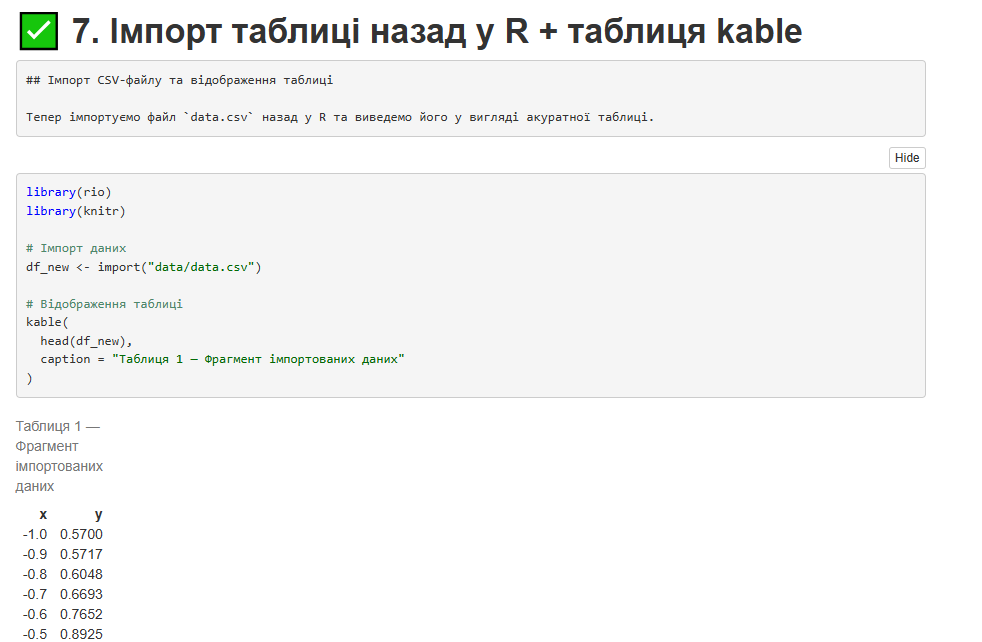 ✅ 7. Імпорт таблиці назад у R + таблиця kable
## Імпорт CSV-файлу та відображення таблиці
Тепер імпортуємо файл `data.csv` назад у R та виведемо його у вигляді акуратної таблиці.
Hide
library(rio)
library(knitr)
# Імпорт даних
df_new <- import("data/data.csv")
# Відображення таблиці
kable(
  head(df_new),
  caption = "Таблиця 1 — Фрагмент імпортованих даних"
)
Таблиця 1 —
Фрагмент
імпортованих
даних
x y
-1.0 0.5700
-0.9 0.5717
-0.8 0.6048
-0.7 0.6693
-0.6 0.7652
-0.5 0.8925